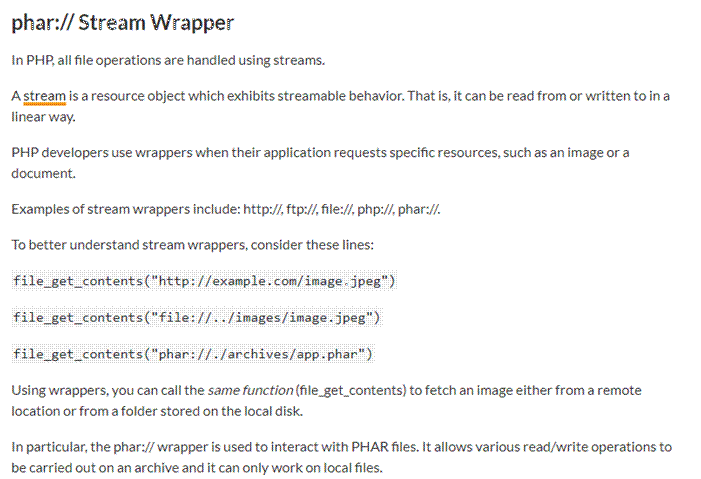 phar:// Stream Wrapper
In PHP, all file operations are handled using streams.
A stream is a resource object which exhibits streamable behavior. That is, it can be read from or written to in a
linear way.
PHP developers use wrappers when their application requests specific resources, such as an image or a
document.
Examples of stream wrappers include: http://, ftp://, file://, php://, phar://.
To better understand stream wrappers, consider these lines:
file_get_contents("http://example.com/image.jpeg")
file_get_contents("file://../images/image.jpeg")
file_get_contents("phar://./archives/app.phar")
Using wrappers, you can call the same function (file_get_contents) to fetch an image either from a remote
location or from a folder stored on the local disk.
In particular, the phar:// wrapper is used to interact with PHAR files. It allows various read/write operations to
be carried out on an archive and it can only work on local files.